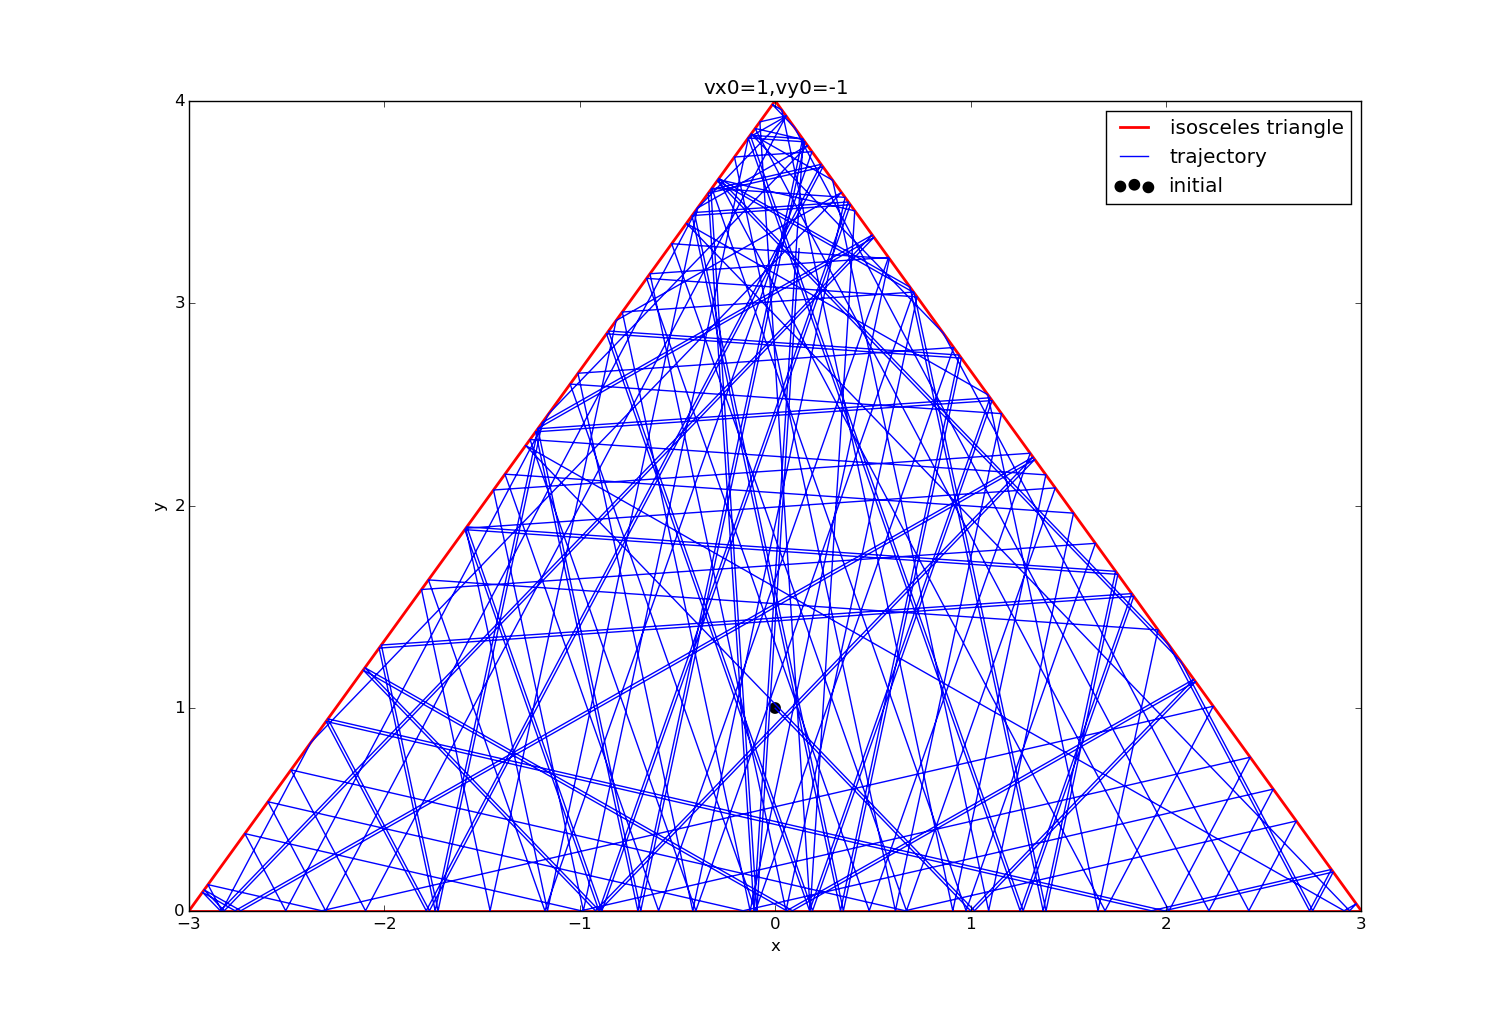 vx0=1,vy0=-1
4
isosceles triangle
trajectory
initial
3
y
2
1
0
−3 −2 −1 0 1 2 3
x